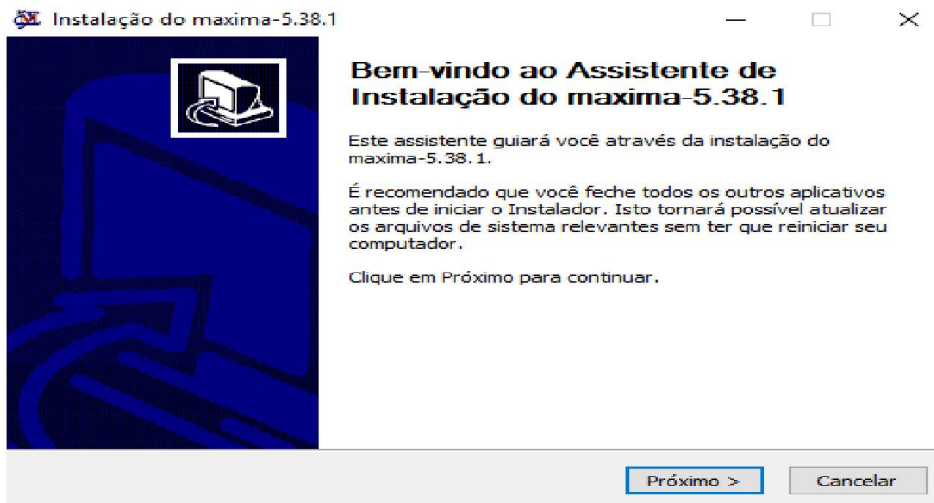 Instalação do maxima-5.38.1
Bem-vindo ao Assistente de
Instalação do maxima-5.38.1
Este assistente guiará você através da instalação do
maxima-5.38.1.
É recomendado que você feche todos os outros aplicativos
antes de iniciar o Instalador. Isto tornará possível atualizar
os arquivos de sistema relevantes sem ter que reiniciar seu
computador.
Clique em Próximo para continuar.
Próximo >
Cancelar